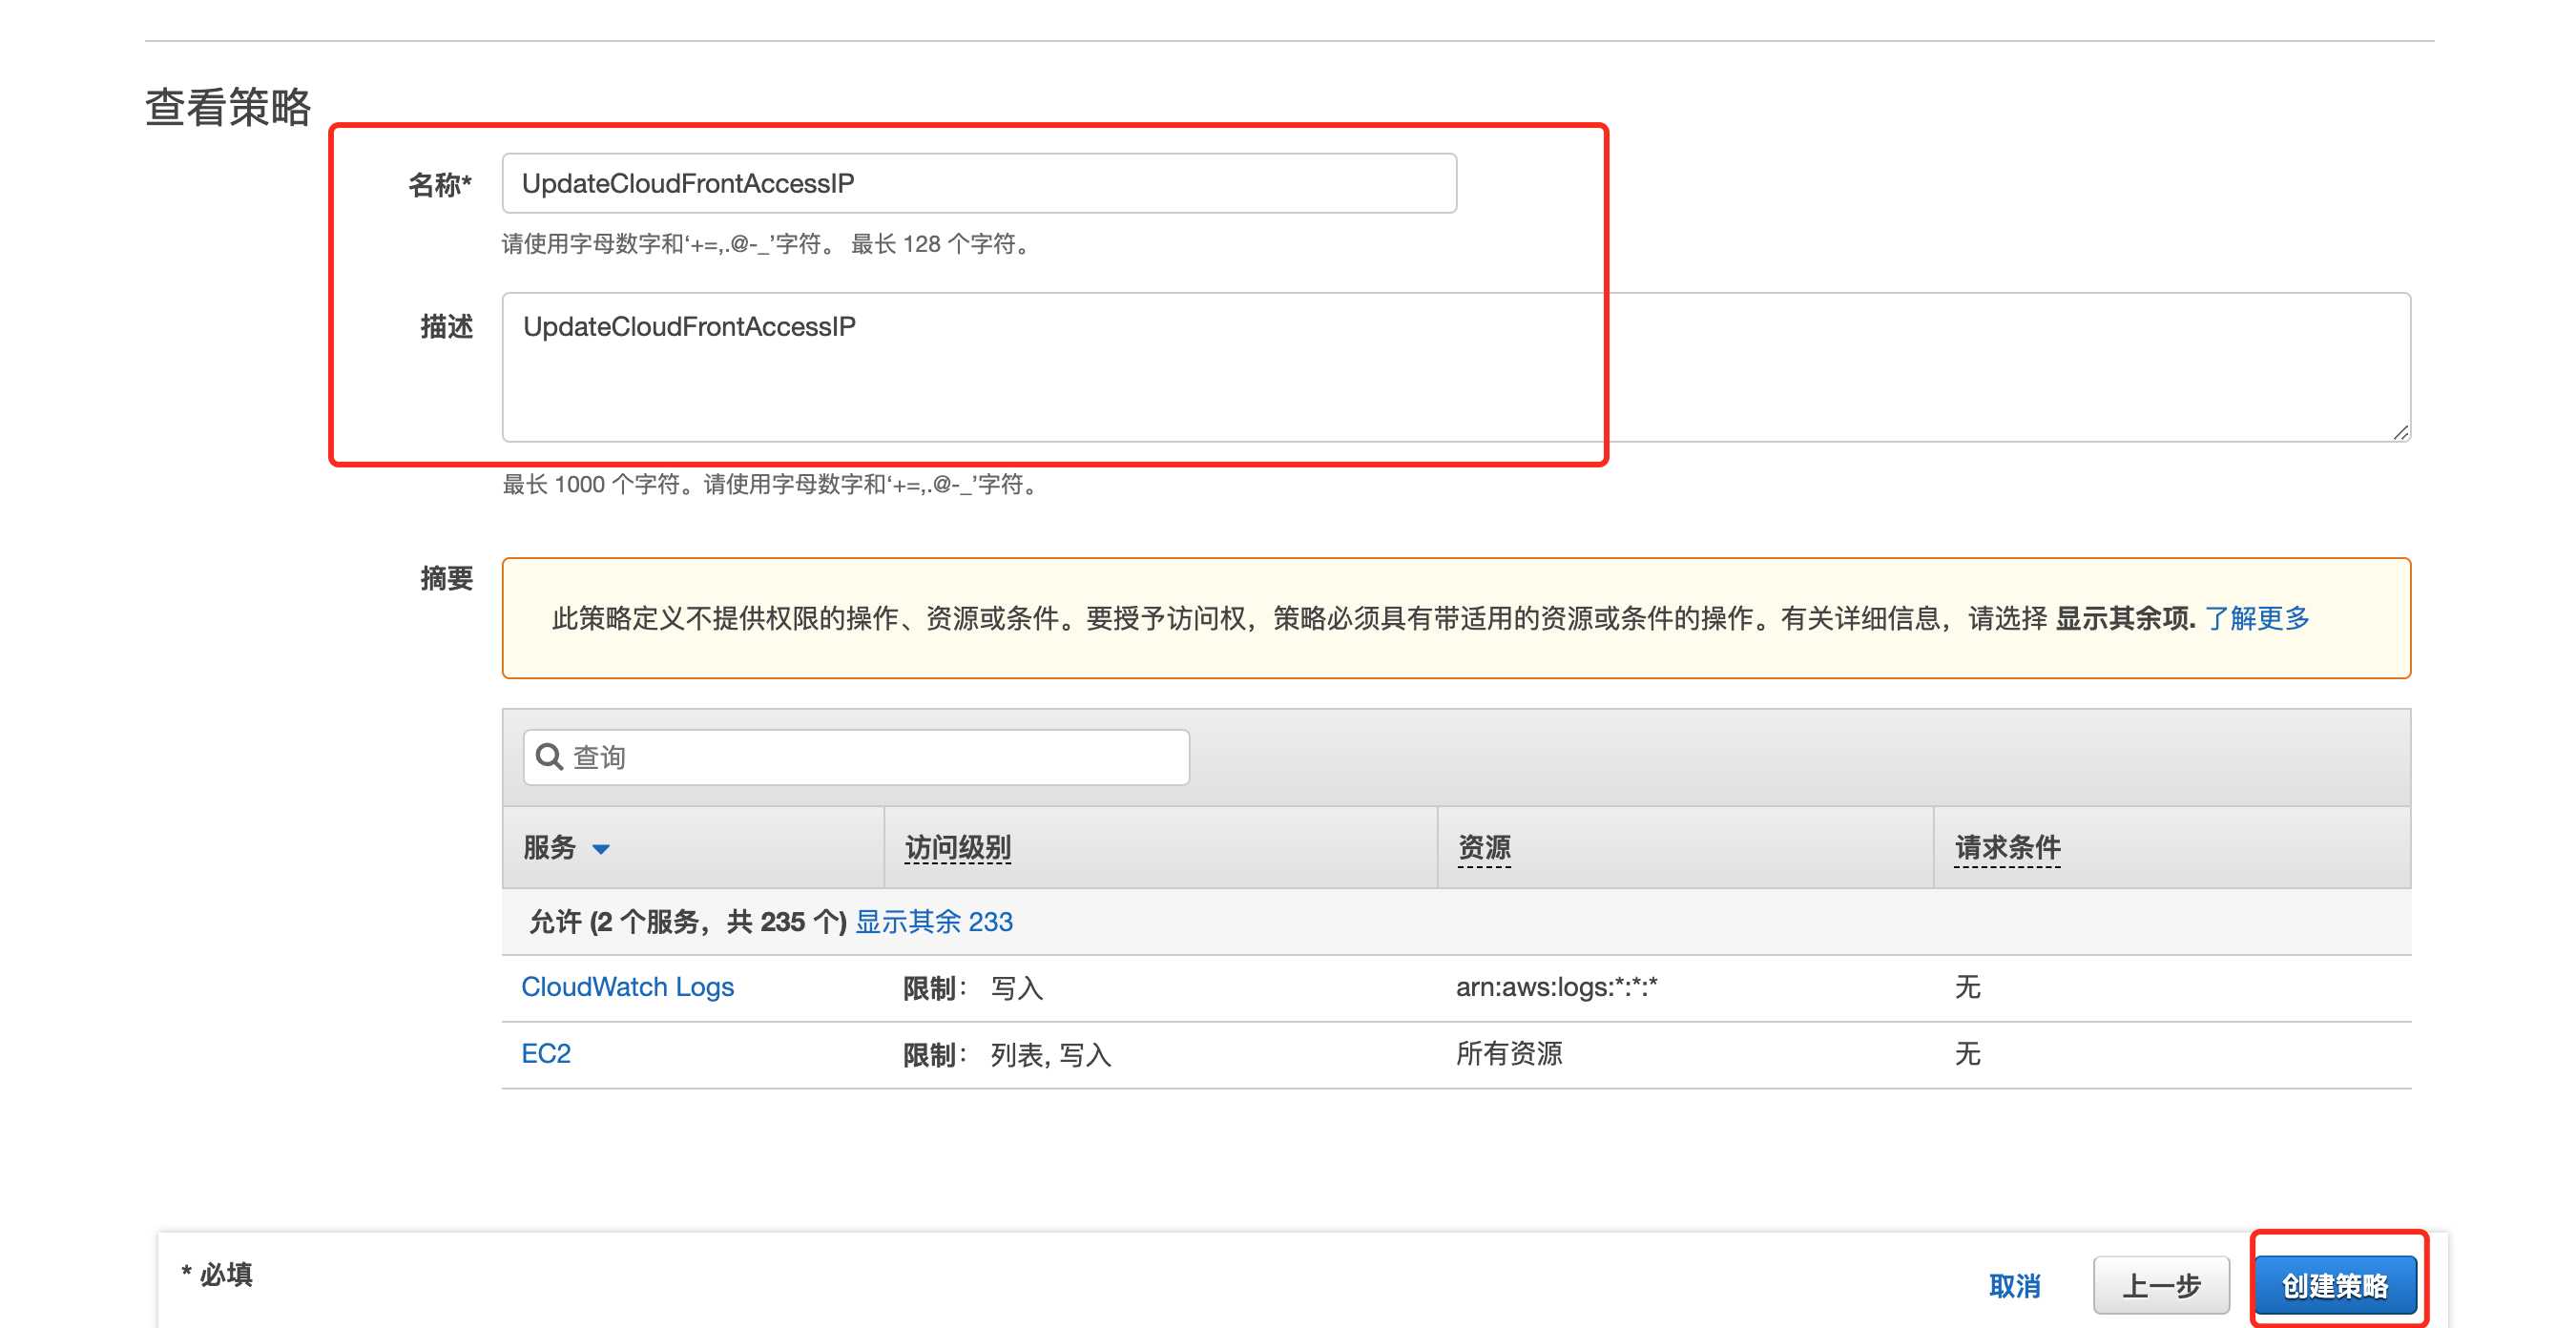 查看策略
名称* UpdateCloudFrontAccessIP
请使用字母数字和‘+=,.@-_’字符。 最长 128 个字符。
描述 UpdateCloudFrontAccessIP
最长 1000 个字符。请使用字母数字和‘+=,.@-_’字符。
摘要 此策略定义不提供权限的操作、资源或条件。要授予访问权，策略必须具有带适用的资源或条件的操作。有关详细信息，请选择 显示其余项. 了解更多
查询
服务 访问级别 资源 请求条件
允许 (2 个服务，共 235 个) 显示其余 233
CloudWatch Logs 限制： 写入 arn:aws:logs:*:*:* 无
EC2 限制： 列表, 写入 所有资源 无
* 必填 取消 上一步 创建策略